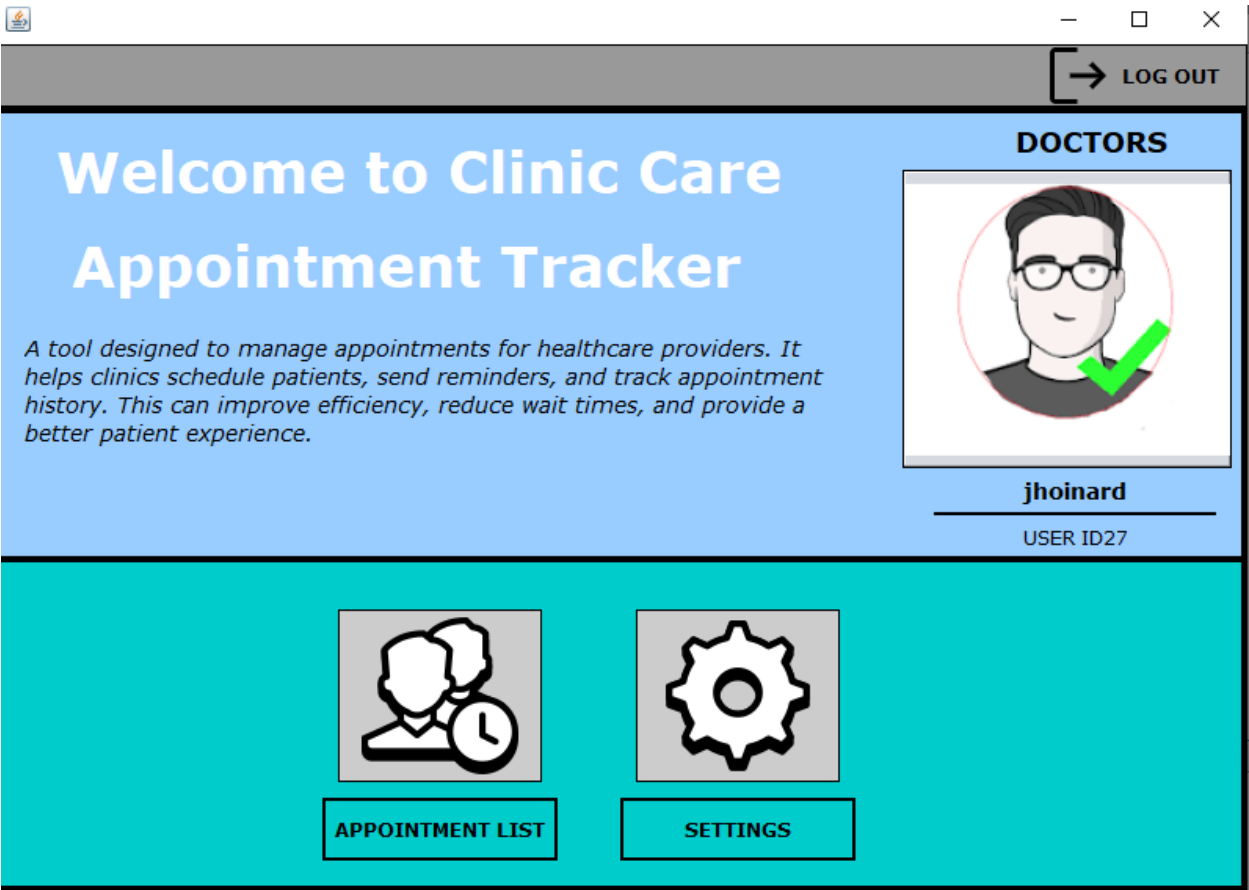 LOG OUT
Welcome to Clinic Care
Appointment Tracker
A tool designed to manage appointments for healthcare providers. It
helps clinics schedule patients, send reminders, and track appointment
history. This can improve efficiency, reduce wait times, and provide a
better patient experience.
DOCTORS
jhoinard
USER ID27
APPOINTMENT LIST
SETTINGS